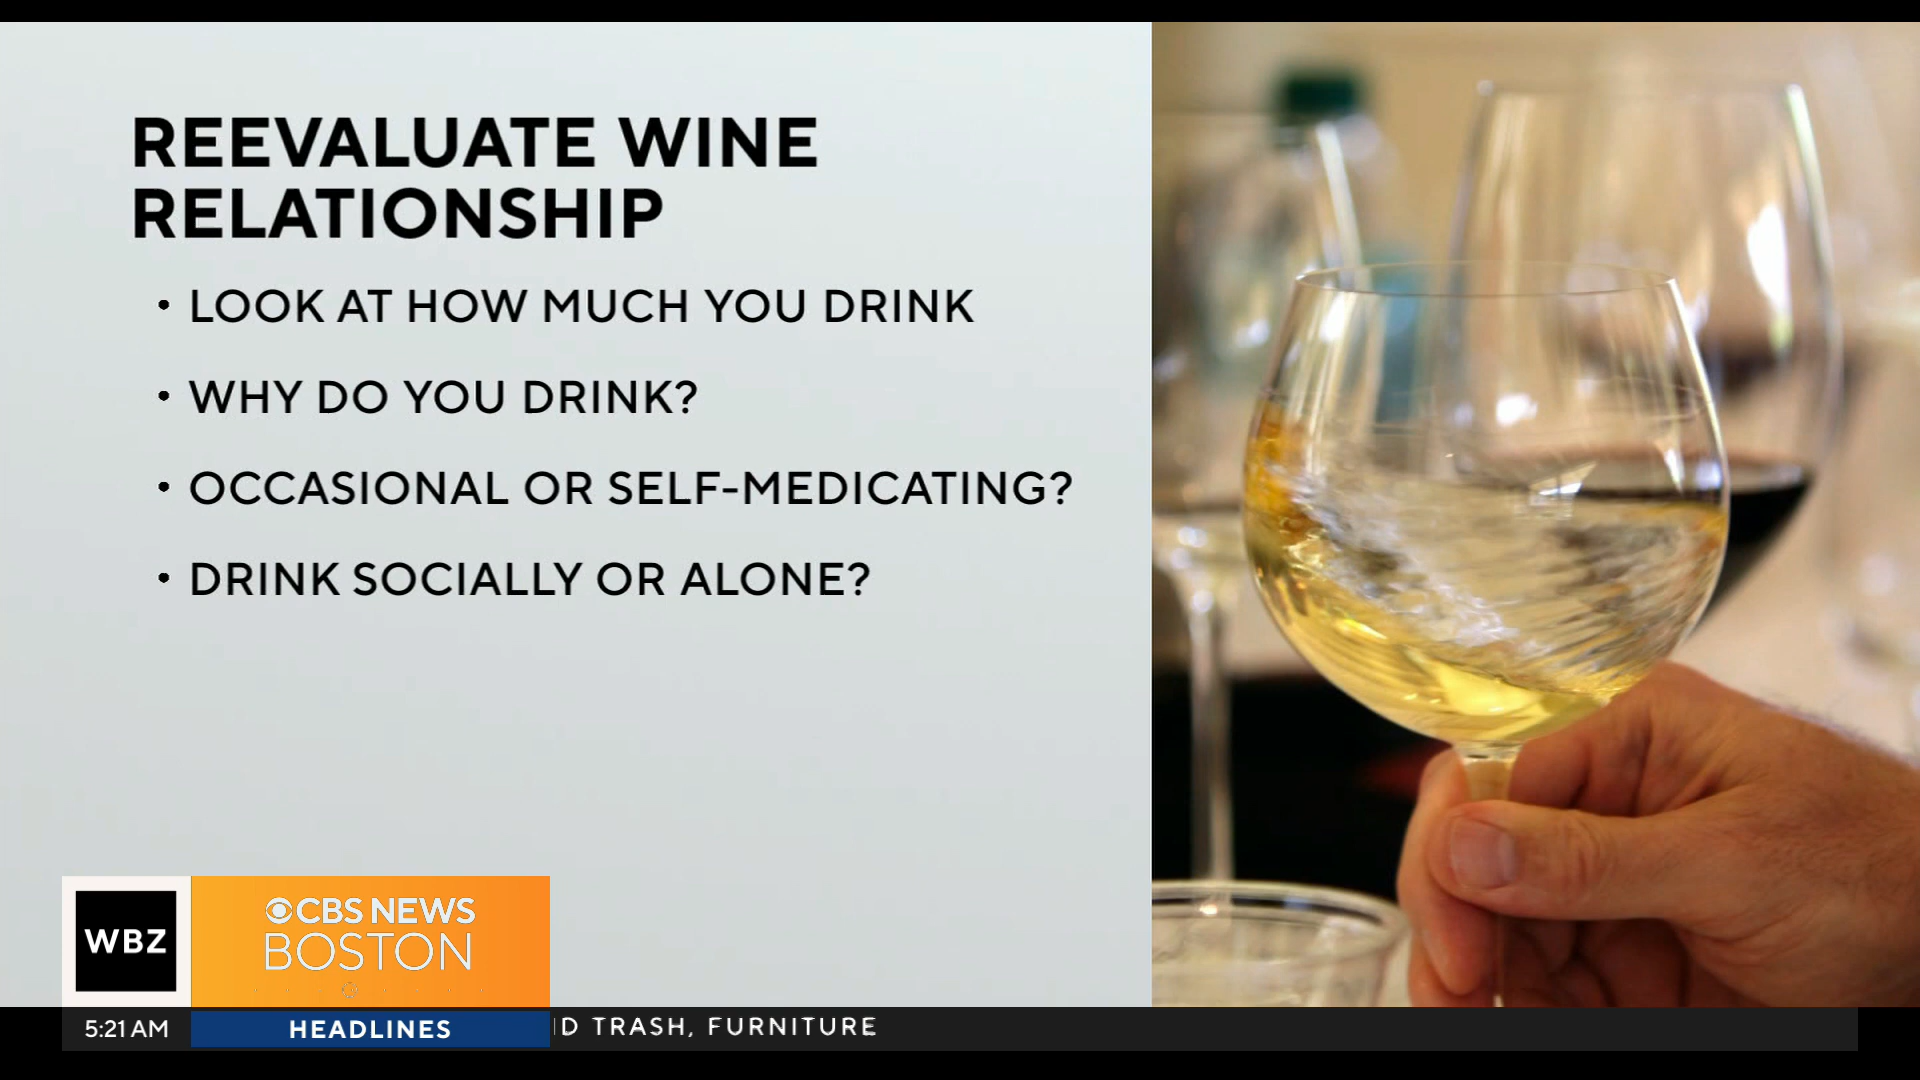 REEVALUATE WINE
RELATIONSHIP
• LOOK AT HOW MUCH YOU DRINK
• WHY DO YOU DRINK?
• OCCASIONAL OR SELF-MEDICATING?
• DRINK SOCIALLY OR ALONE?
WBZ
CBS NEWS
BOSTON
5:21 AM
HEADLINES
TRASH, FURNITURE